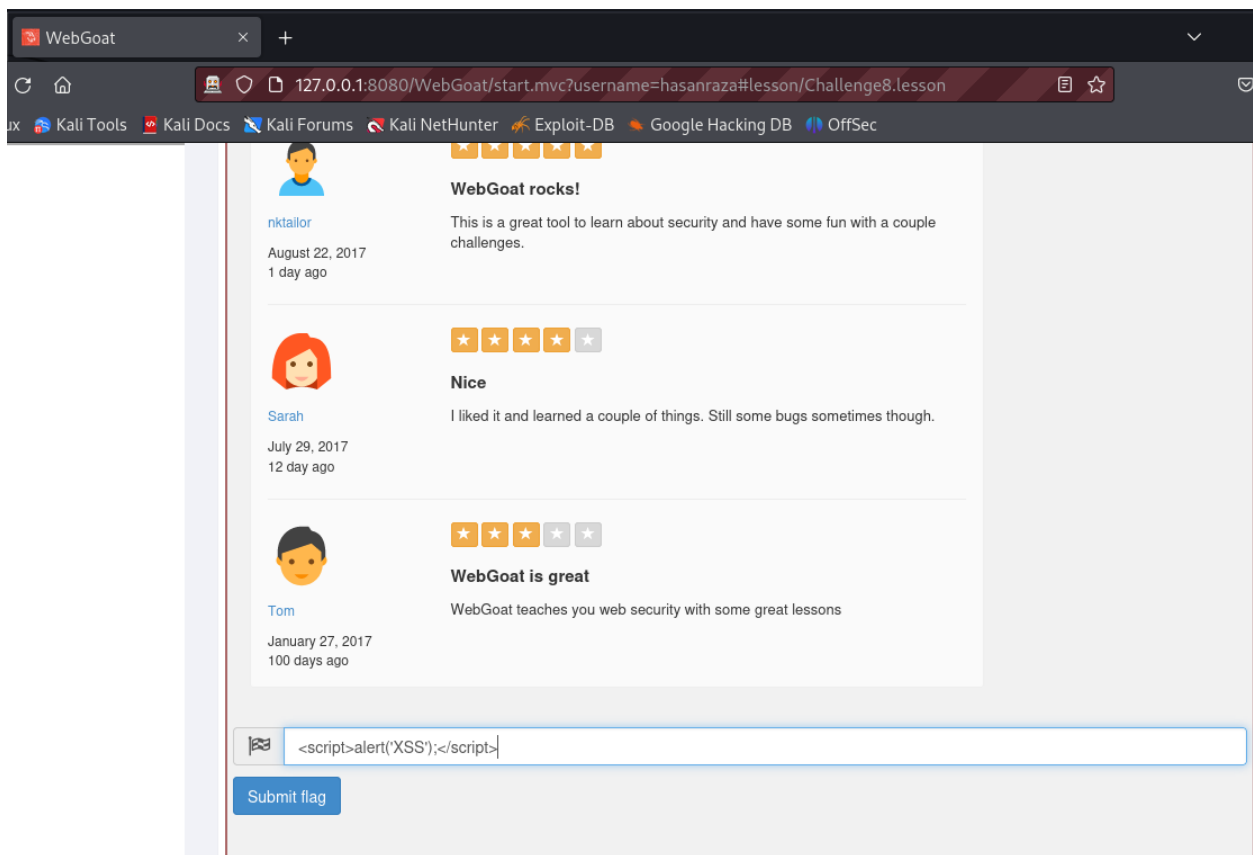 WebGoat
127.0.0.1:8080/WebGoat/start.mvc?username=hasanraza#lesson/Challenge8.lesson
ux Kali Tools Kali Docs Kali Forums Kali NetHunter Exploit-DB Google Hacking DB OffSec
WebGoat rocks!
nktailor
This is a great tool to learn about security and have some fun with a couple
challenges.
August 22, 2017
1 day ago
Nice
Sarah
I liked it and learned a couple of things. Still some bugs sometimes though.
July 29, 2017
12 day ago
WebGoat is great
Tom
WebGoat teaches you web security with some great lessons
January 27, 2017
100 days ago
<script>alert('XSS');</script>
Submit flag